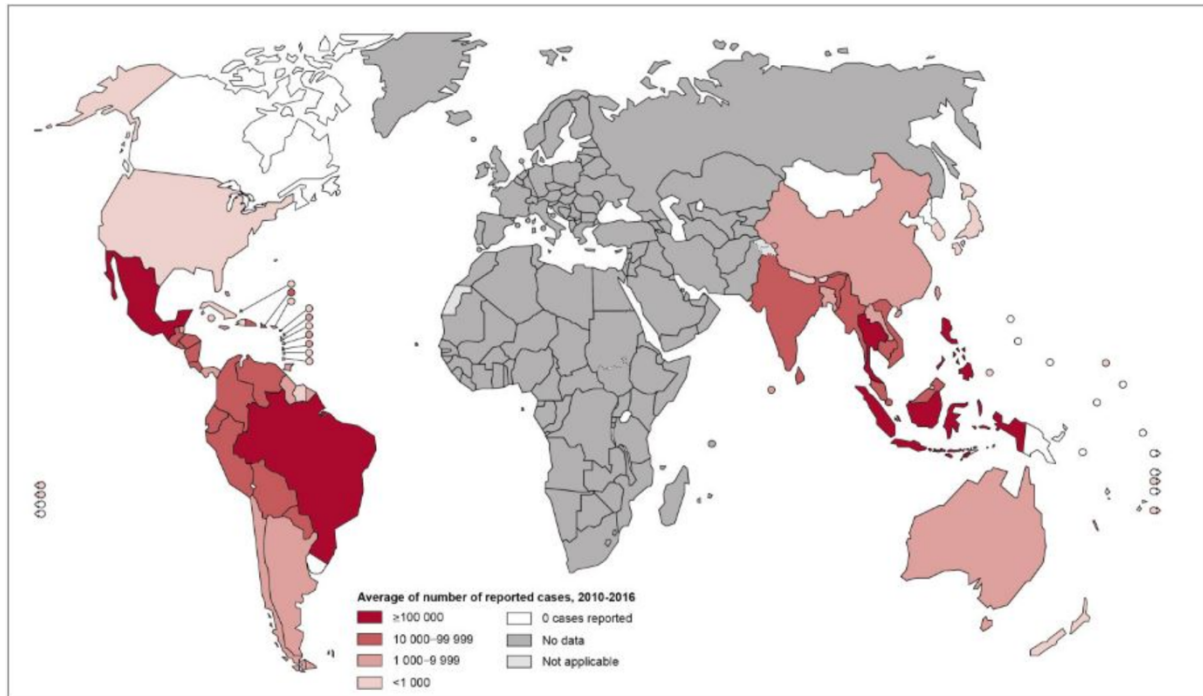 Average of number of reported cases, 2010-2016
≥100 000
10 000–99 999
1 000–9 999
<1 000
0 cases reported
No data
Not applicable